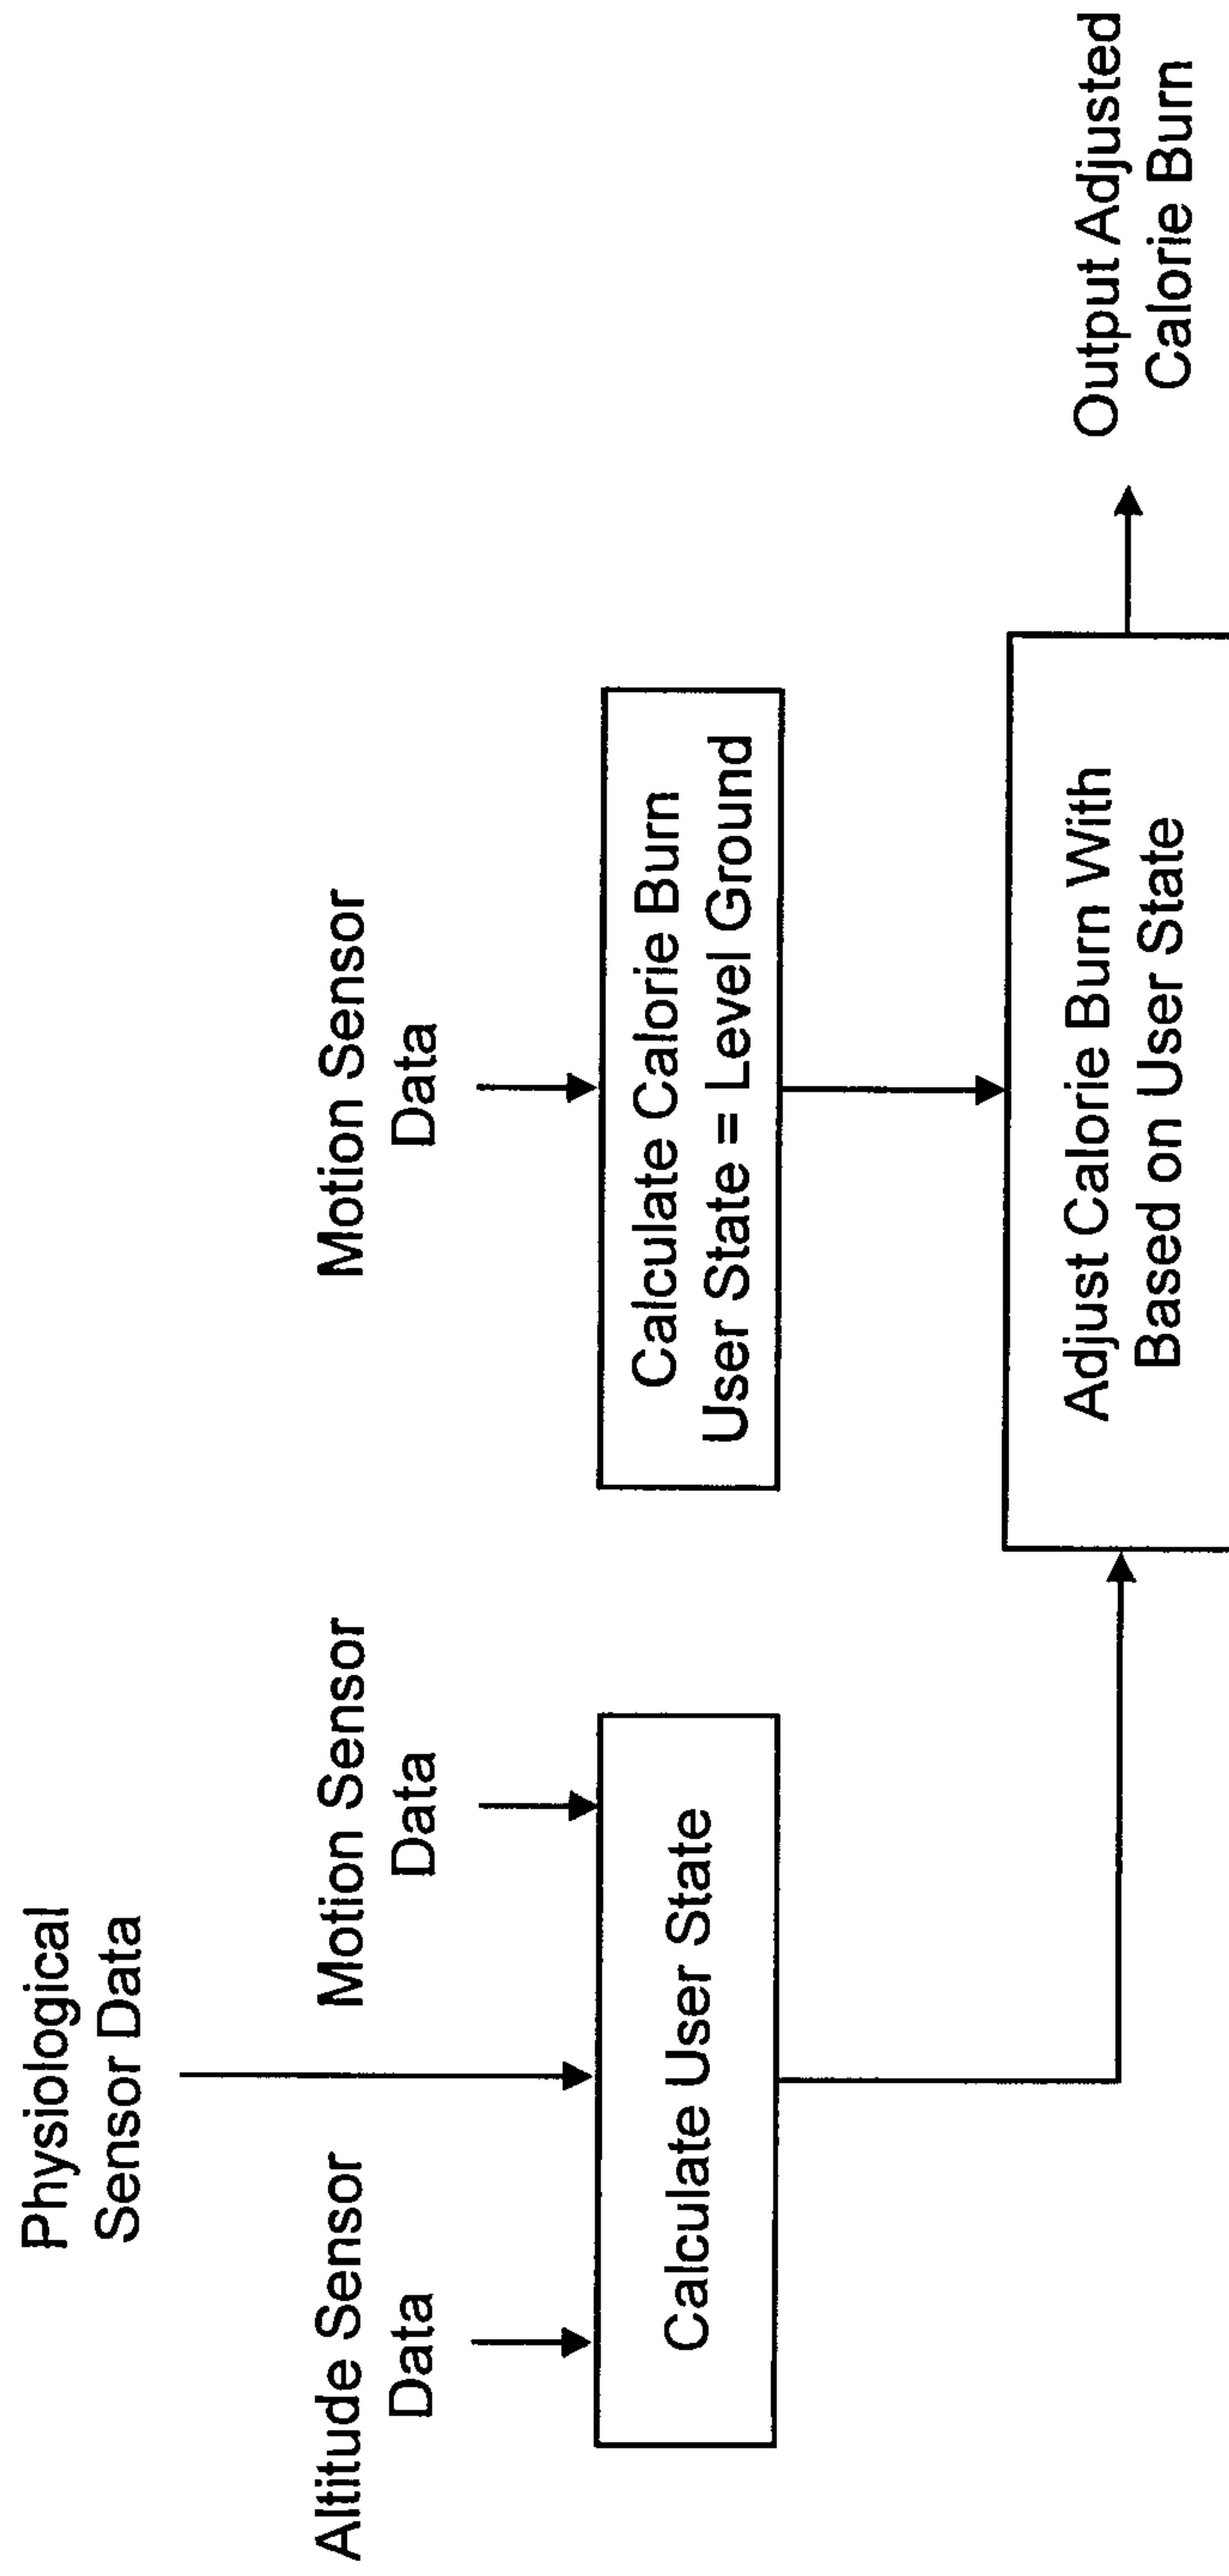 Physiological
Sensor Data
Altitude Sensor
Data
Motion Sensor
Data
Motion Sensor
Data
Calculate User State
Calculate Calorie Burn
User State = Level Ground
Adjust Calorie Burn With
Based on User State
Output Adjusted
Calorie Burn